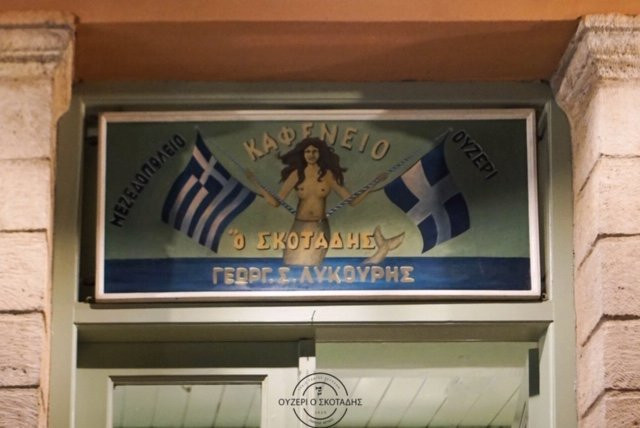 ΜΕΖΕΔΟΠΩΛΕΙΟ
ΚΑΦΕΝΕΙΟ
ΟΥΖΕΡΙ
"Ο ΣΚΟΤΑΔΗΣ
ΓΕΩΡΓ. Σ. ΛΥΚΟΥΡΗΣ
ΟΥΖΕΡΙ Ο ΣΚΟΤΑΔΗΣ